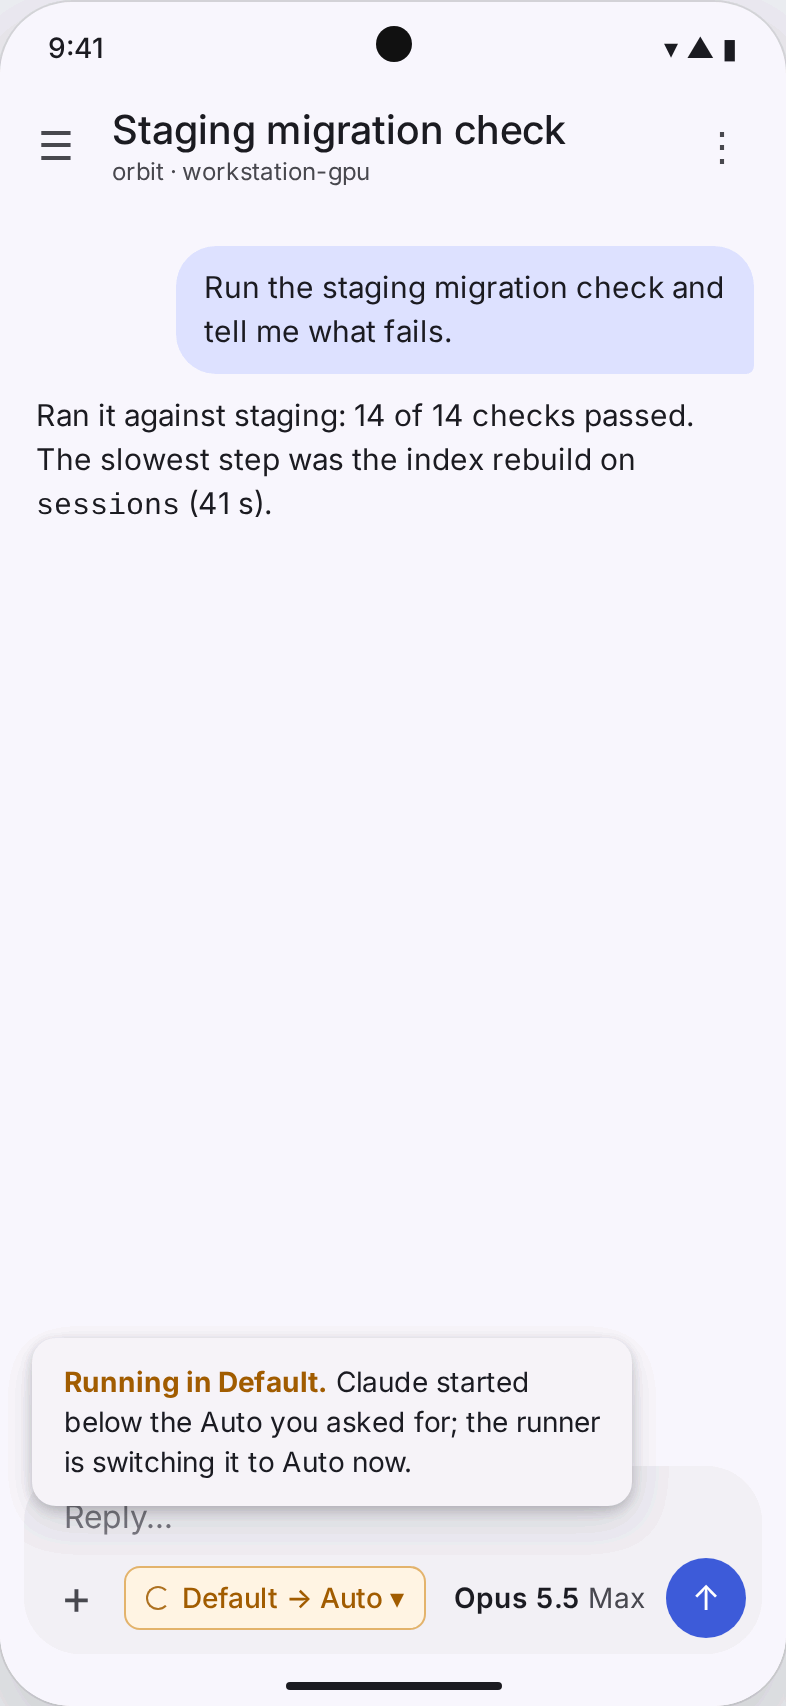 9:41
Staging migration check
orbit · workstation-gpu
Run the staging migration check and
tell me what fails.
Ran it against staging: 14 of 14 checks passed.
The slowest step was the index rebuild on
sessions (41 s).
Running in Default. Claude started
below the Auto you asked for; the runner
is switching it to Auto now.
Reply...
Default → Auto ▾ Opus 5.5 Max